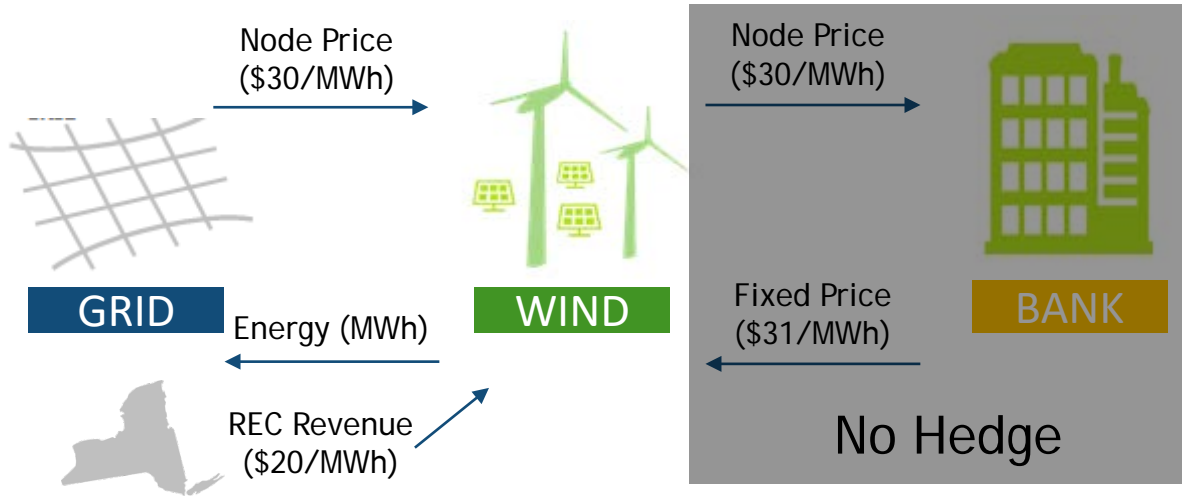 Node Price
($30/MWh)
Node Price
($30/MWh)
GRID
WIND
BANK
Energy (MWh)
Fixed Price
($31/MWh)
REC Revenue
($20/MWh)
No Hedge